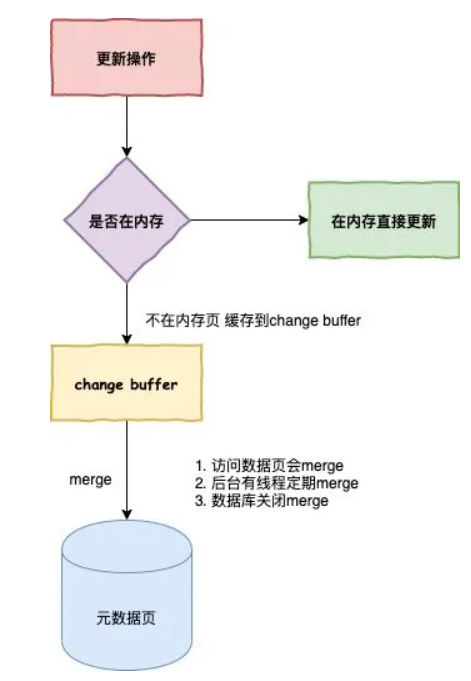 更新操作
是否在内存
在内存直接更新
不在内存页 缓存到change buffer
change buffer
merge
1. 访问数据页会merge
2. 后台有线程定期merge
3. 数据库关闭merge
元数据页